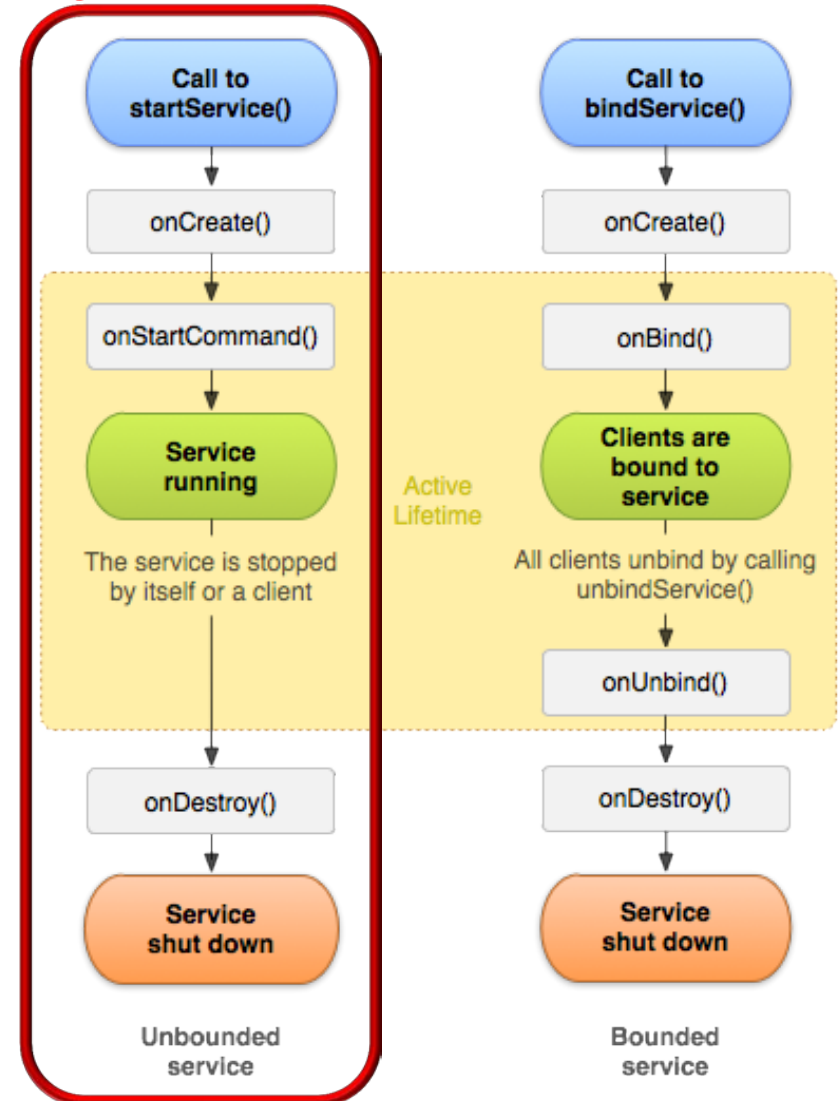 Call to
startService()
onCreate()
onStartCommand()
Service
running
The service is stopped
by itself or a client
onDestroy()
Service
shut down
Unbounded
service
Active
Lifetime
Call to
bindService()
onCreate()
onBind()
Clients are
bound to
service
All clients unbind by calling
unbindService()
onUnbind()
onDestroy()
Service
shut down
Bounded
service